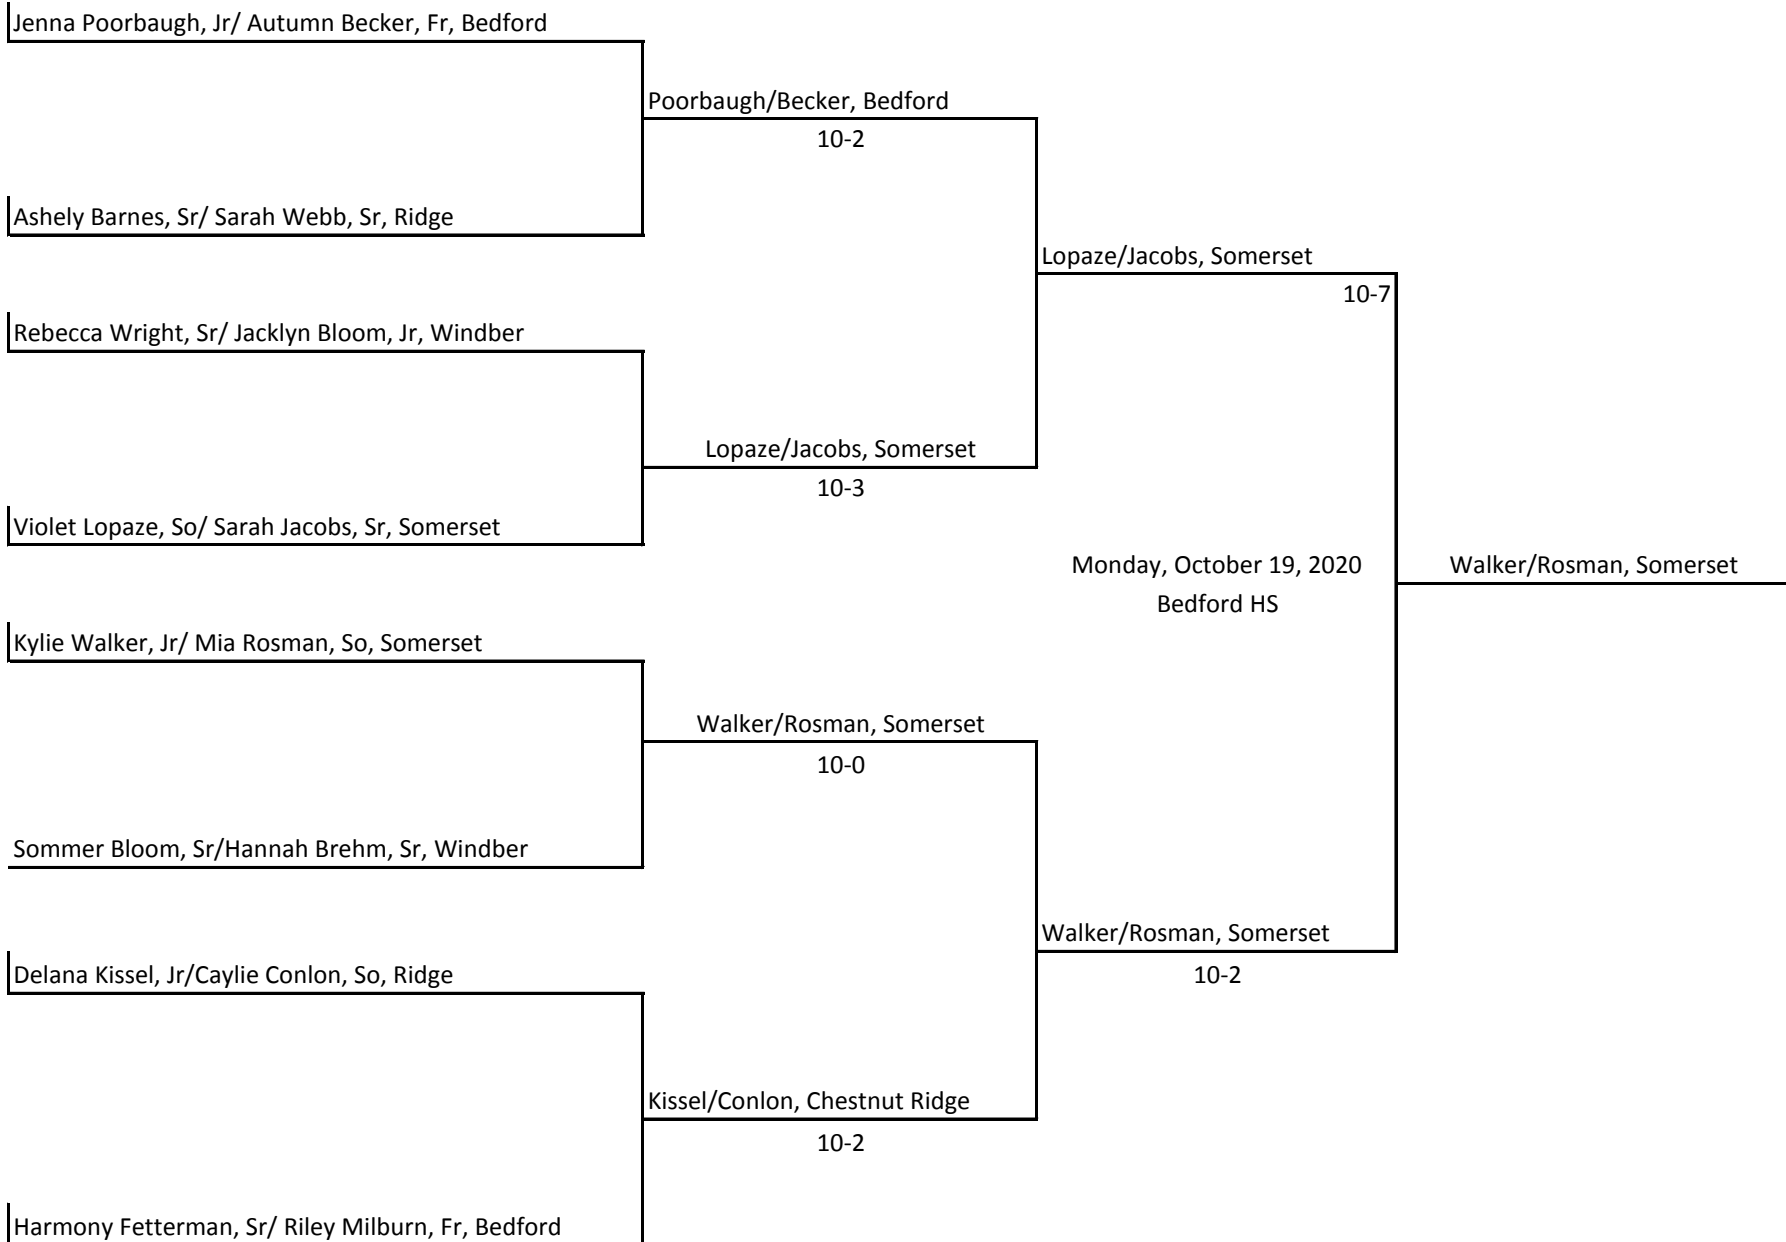 Jenna Poorbaugh, Jr/ Autumn Becker, Fr, Bedford
Poorbaugh/Becker, Bedford
10-2
Ashely Barnes, Sr/ Sarah Webb, Sr, Ridge
Lopaze/Jacobs, Somerset
10-7
Rebecca Wright, Sr/ Jacklyn Bloom, Jr, Windber
Lopaze/Jacobs, Somerset
10-3
Violet Lopaze, So/ Sarah Jacobs, Sr, Somerset
Monday, October 19, 2020
Bedford HS
Walker/Rosman, Somerset
Kylie Walker, Jr/ Mia Rosman, So, Somerset
Walker/Rosman, Somerset
10-0
Sommer Bloom, Sr/Hannah Brehm, Sr, Windber
Walker/Rosman, Somerset
10-2
Delana Kissel, Jr/Caylie Conlon, So, Ridge
Kissel/Conlon, Chestnut Ridge
10-2
Harmony Fetterman, Sr/ Riley Milburn, Fr, Bedford